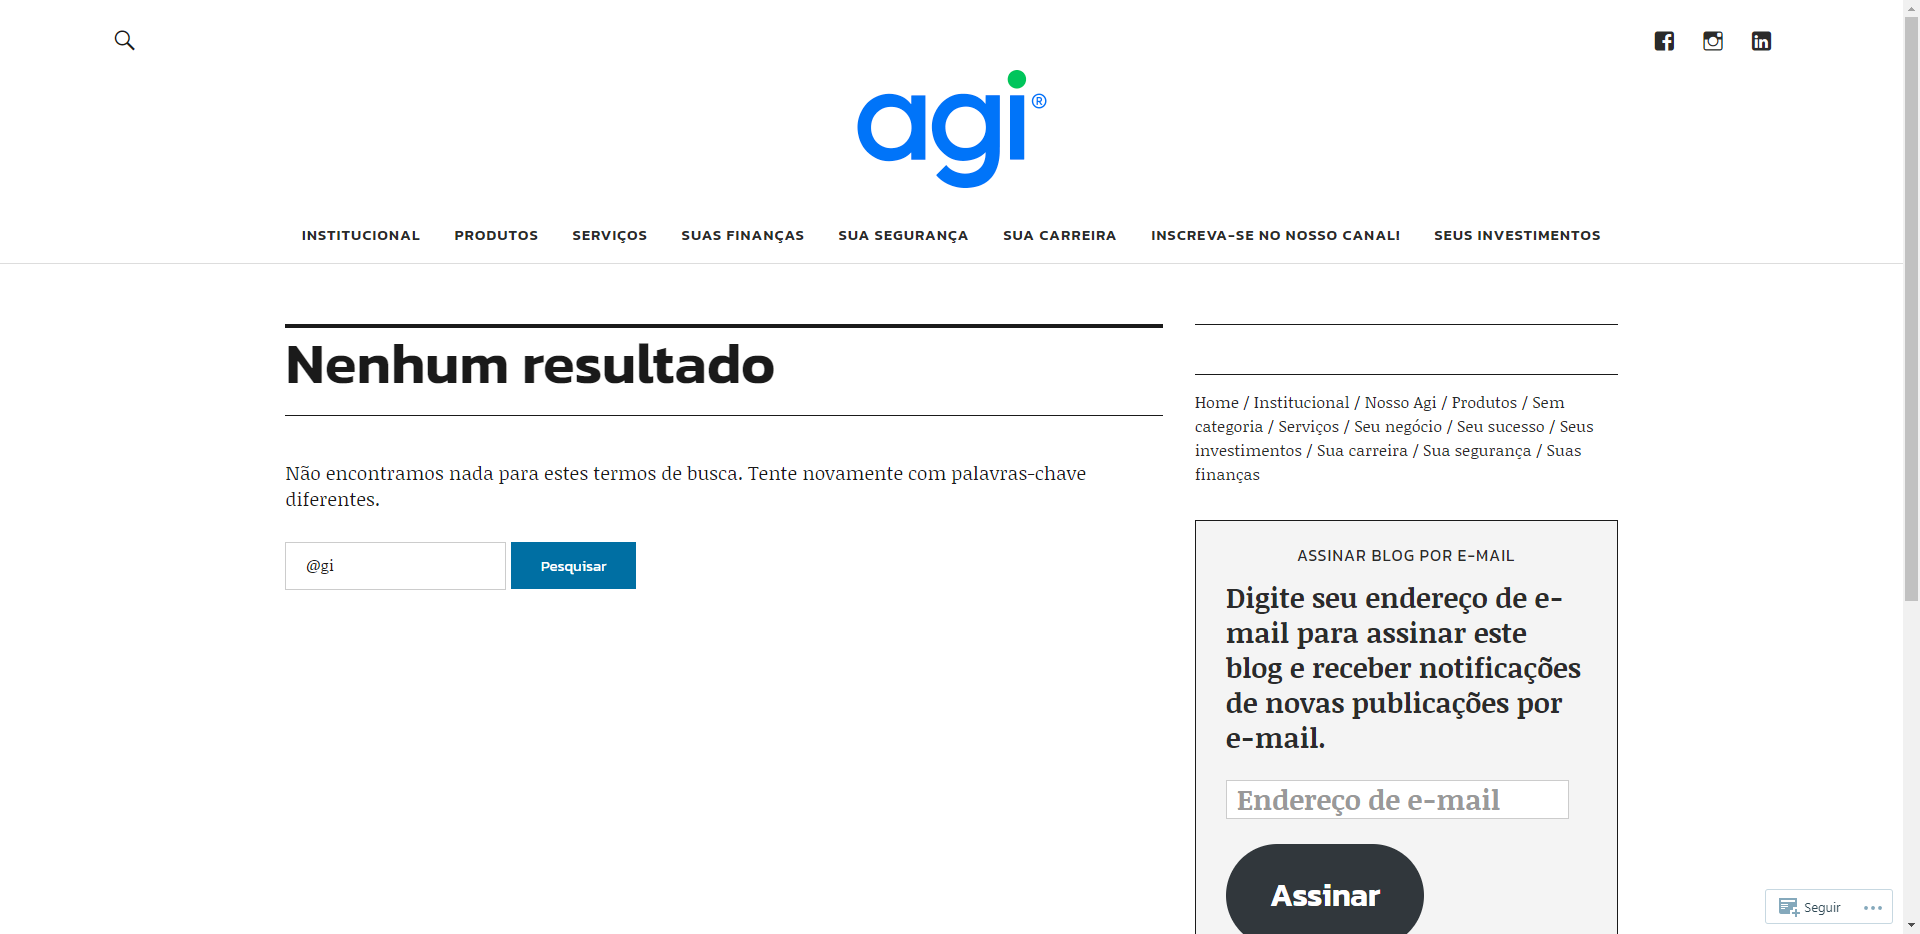 agi®
INSTITUCIONAL PRODUTOS SERVIÇOS SUAS FINANÇAS SUA SEGURANÇA SUA CARREIRA INSCREVA-SE NO NOSSO CANAL! SEUS INVESTIMENTOS
Nenhum resultado
Não encontramos nada para estes termos de busca. Tente novamente com palavras-chave
diferentes.
@gi
Pesquisar
Home / Institucional / Nosso Agi / Produtos / Sem
categoria / Serviços / Seu negócio / Seu sucesso / Seus
investimentos / Sua carreira / Sua segurança / Suas
finanças
ASSINAR BLOG POR E-MAIL
Digite seu endereço de e-
mail para assinar este
blog e receber notificações
de novas publicações por
e-mail.
Endereço de e-mail
Assinar
Seguir